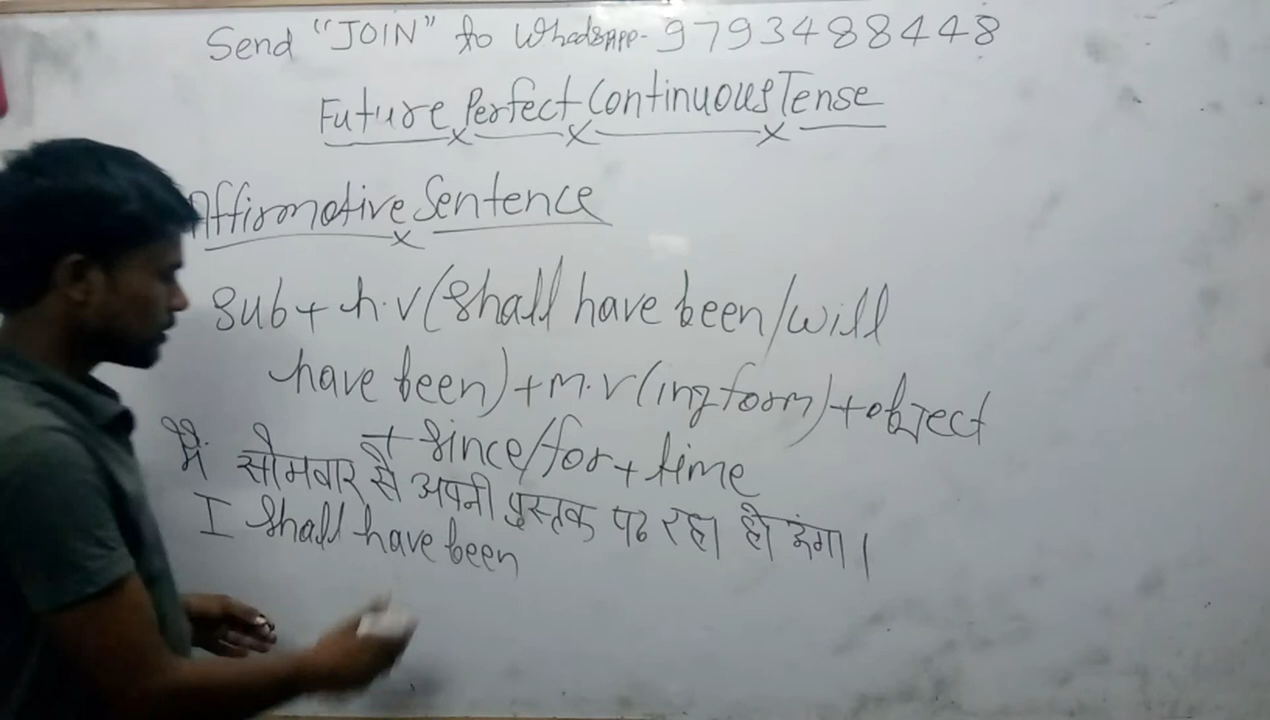 Send "JOIN" to WhatsApp- 9793488448
Future Perfect Continuous Tense
Affirmative Sentence
Sub + h.v (Shall have been/will
have been) + m.v (ing form) + object
+ since/for + time
मैं सोमवार से अपनी पुस्तक पढ रहा होऊंगा।
I Shall have been